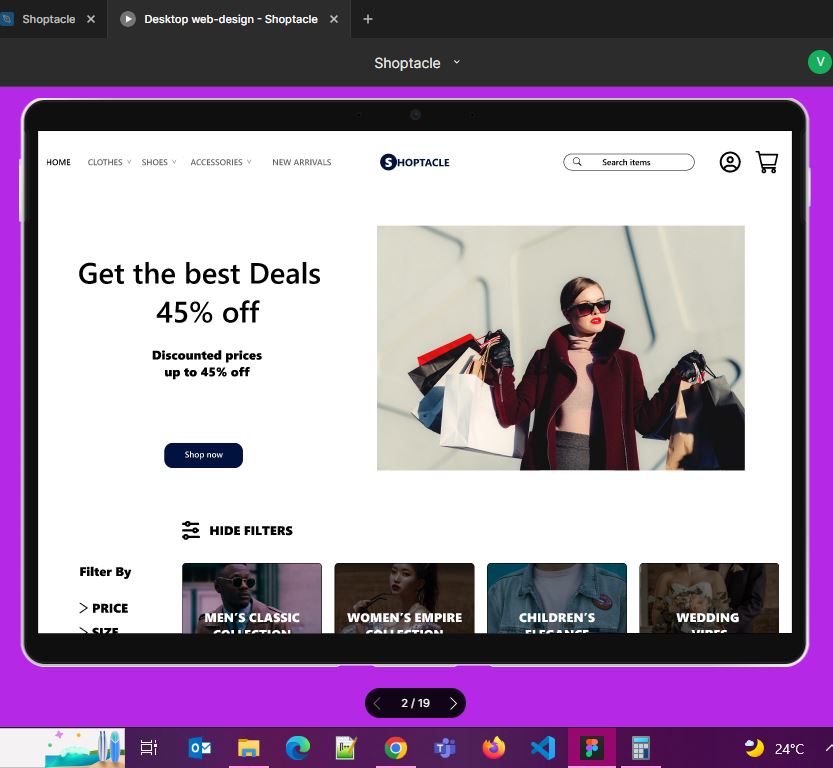 Shoptacle
Desktop web-design - Shoptacle
Shoptacle
V
HOME
CLOTHES
SHOES
ACCESSORIES
NEW ARRIVALS
SHOPTACLE
Search items
Get the best Deals
45% off
Discounted prices
up to 45% off
Shop now
HIDE FILTERS
Filter By
PRICE
SIZE
MEN'S CLASSIC
COLLECTION
WOMEN'S EMPIRE
COLLECTION
CHILDREN'S
ELEGANCE
WEDDING
VIBES
2 / 19
24°C